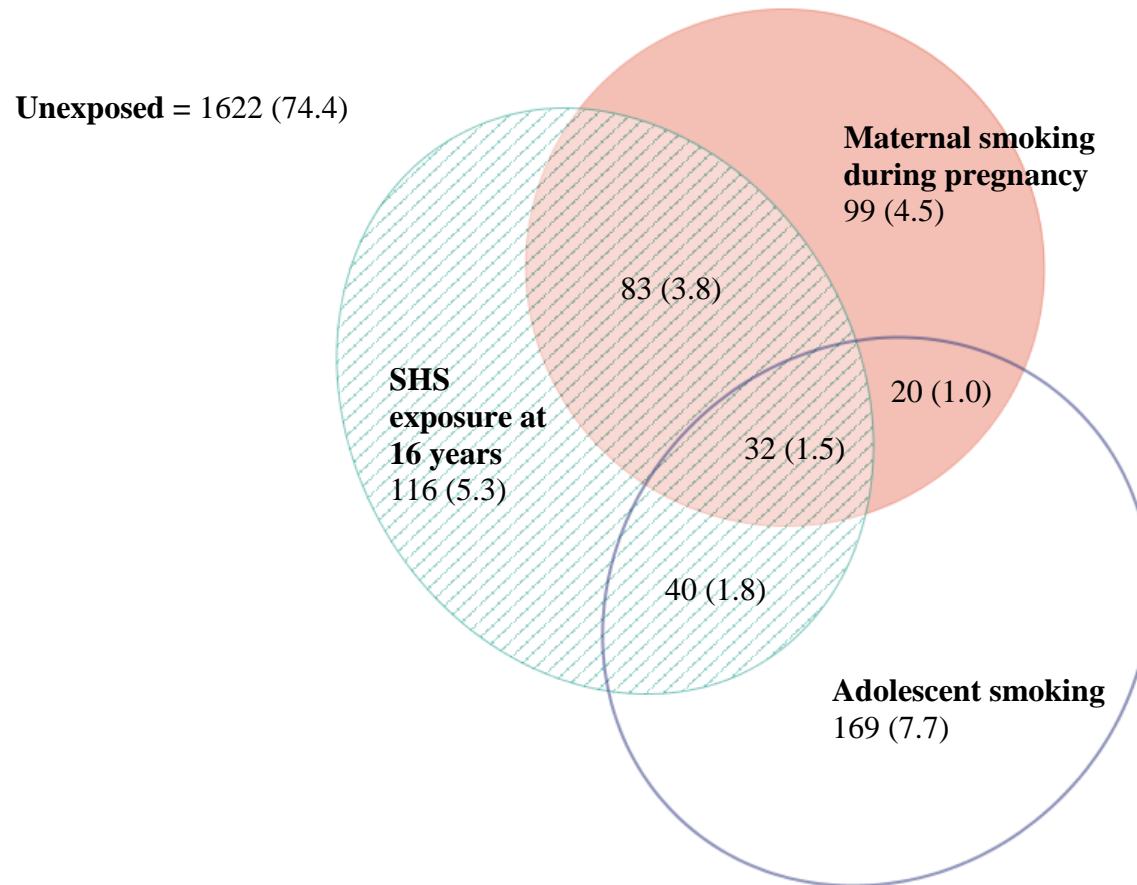 Unexposed = 1622 (74.4)
Maternal smoking
during pregnancy
99 (4.5)
83 (3.8)
SHS
exposure at
16 years
116 (5.3)
20 (1.0)
32 (1.5)
40 (1.8)
Adolescent smoking
169 (7.7)